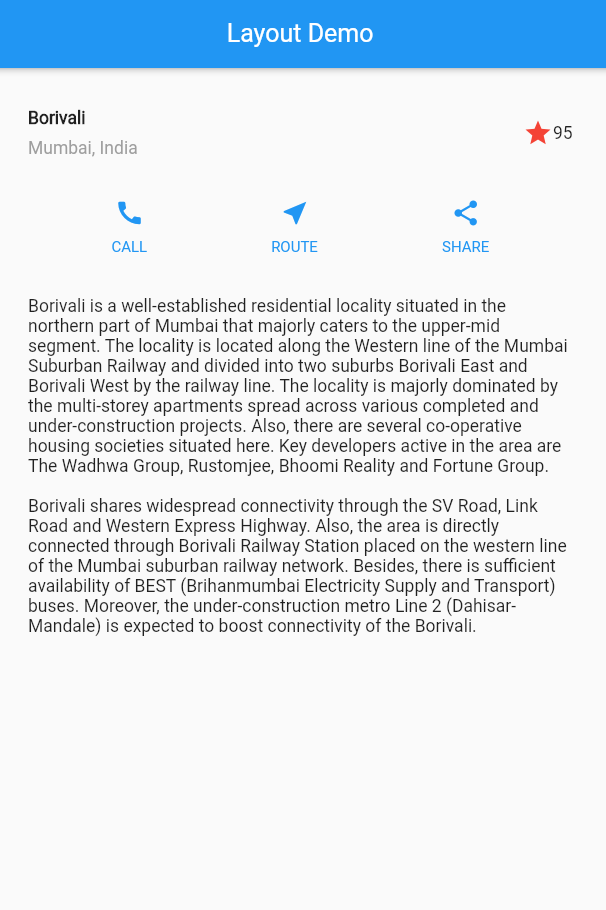 Layout Demo
Borivali
Mumbai, India
95
CALL
ROUTE
SHARE
Borivali is a well-established residential locality situated in the
northern part of Mumbai that majorly caters to the upper-mid
segment. The locality is located along the Western line of the Mumbai
Suburban Railway and divided into two suburbs Borivali East and
Borivali West by the railway line. The locality is majorly dominated by
the multi-storey apartments spread across various completed and
under-construction projects. Also, there are several co-operative
housing societies situated here. Key developers active in the area are
The Wadhwa Group, Rustomjee, Bhoomi Reality and Fortune Group.
Borivali shares widespread connectivity through the SV Road, Link
Road and Western Express Highway. Also, the area is directly
connected through Borivali Railway Station placed on the western line
of the Mumbai suburban railway network. Besides, there is sufficient
availability of BEST (Brihanmumbai Electricity Supply and Transport)
buses. Moreover, the under-construction metro Line 2 (Dahisar-
Mandale) is expected to boost connectivity of the Borivali.